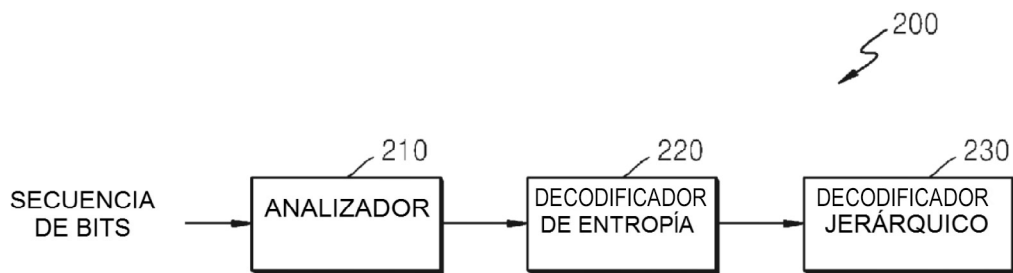 200
210
220
230
SECUENCIA
DE BITS
ANALIZADOR
DECODIFICADOR
DE ENTROPÍA
DECODIFICADOR
JERÁRQUICO